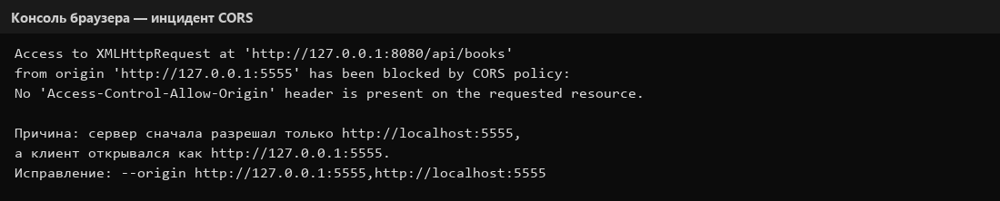 Консоль браузера — инцидент CORS
Access to XMLHttpRequest at 'http://127.0.0.1:8080/api/books'
from origin 'http://127.0.0.1:5555' has been blocked by CORS policy:
No 'Access-Control-Allow-Origin' header is present on the requested resource.
Причина: сервер сначала разрешал только http://localhost:5555,
а клиент открывался как http://127.0.0.1:5555.
Исправление: --origin http://127.0.0.1:5555,http://localhost:5555